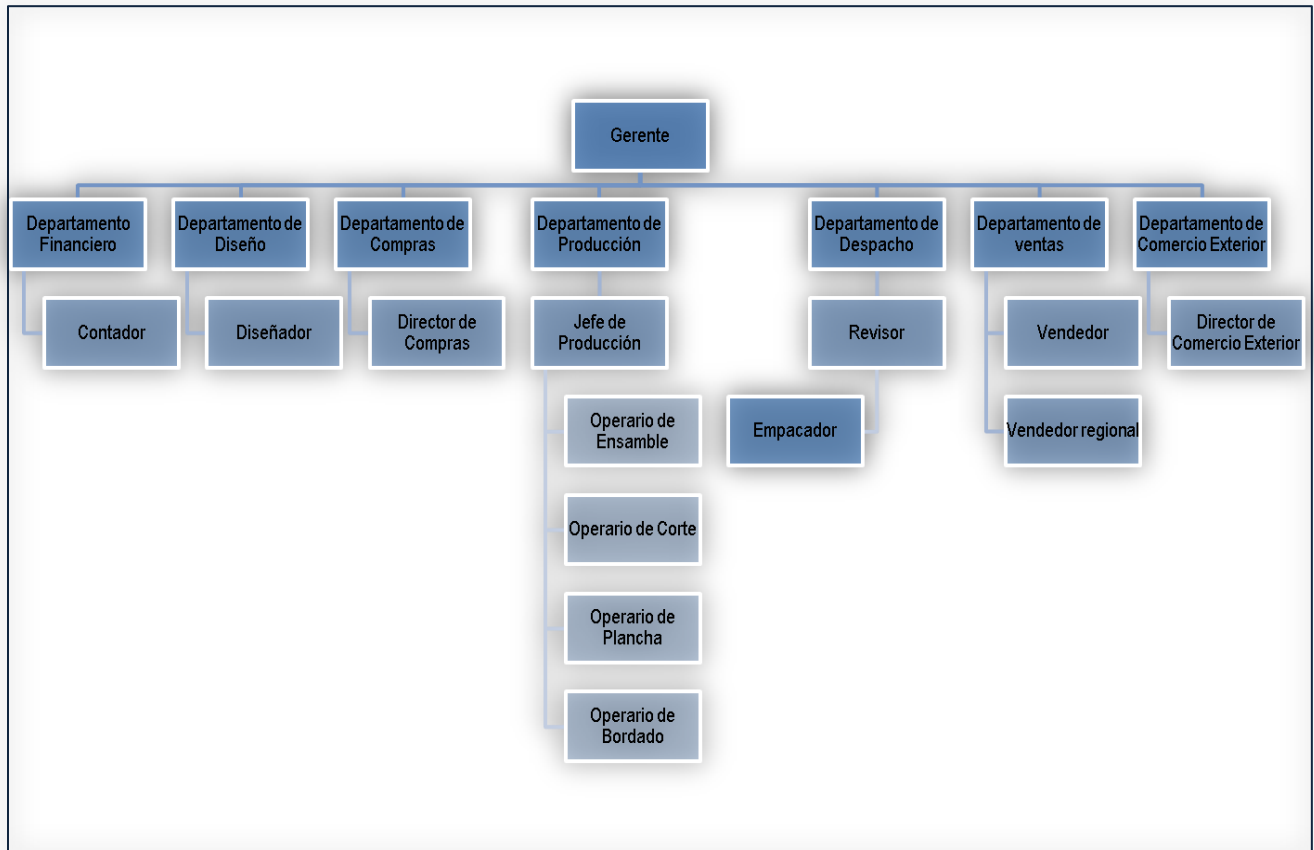 Gerente
Departamento
Financiero
Departamento de
Diseño
Departamento de
Compras
Departamento de
Producción
Departamento de
Despacho
Departamento de
ventas
Departamento de
Comercio Exterior
Contador
Diseñador
Director de
Compras
Jefe de
Producción
Revisor
Vendedor
Director de
Comercio Exterior
Operario de
Ensamble
Empacador
Vendedor regional
Operario de Corte
Operario de
Plancha
Operario de
Bordado